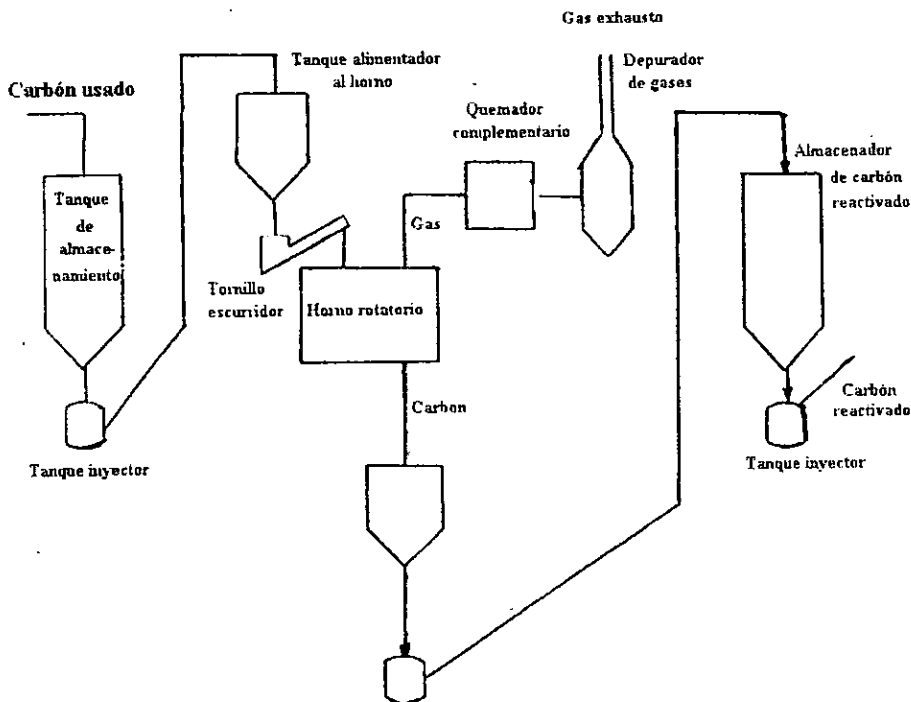 Gas exhausto
Tanque alimentador
al horno
Depurador
de gases
Carbón usado
Quemador
complementario
Almacenador
de carbón
reactivado
Tanque
de
almace-
namiento
Gas
Tornillo
escurridor
Horno rotatorio
Carbon
Carbón
reactivado
Tanque inyector
Tanque inyector